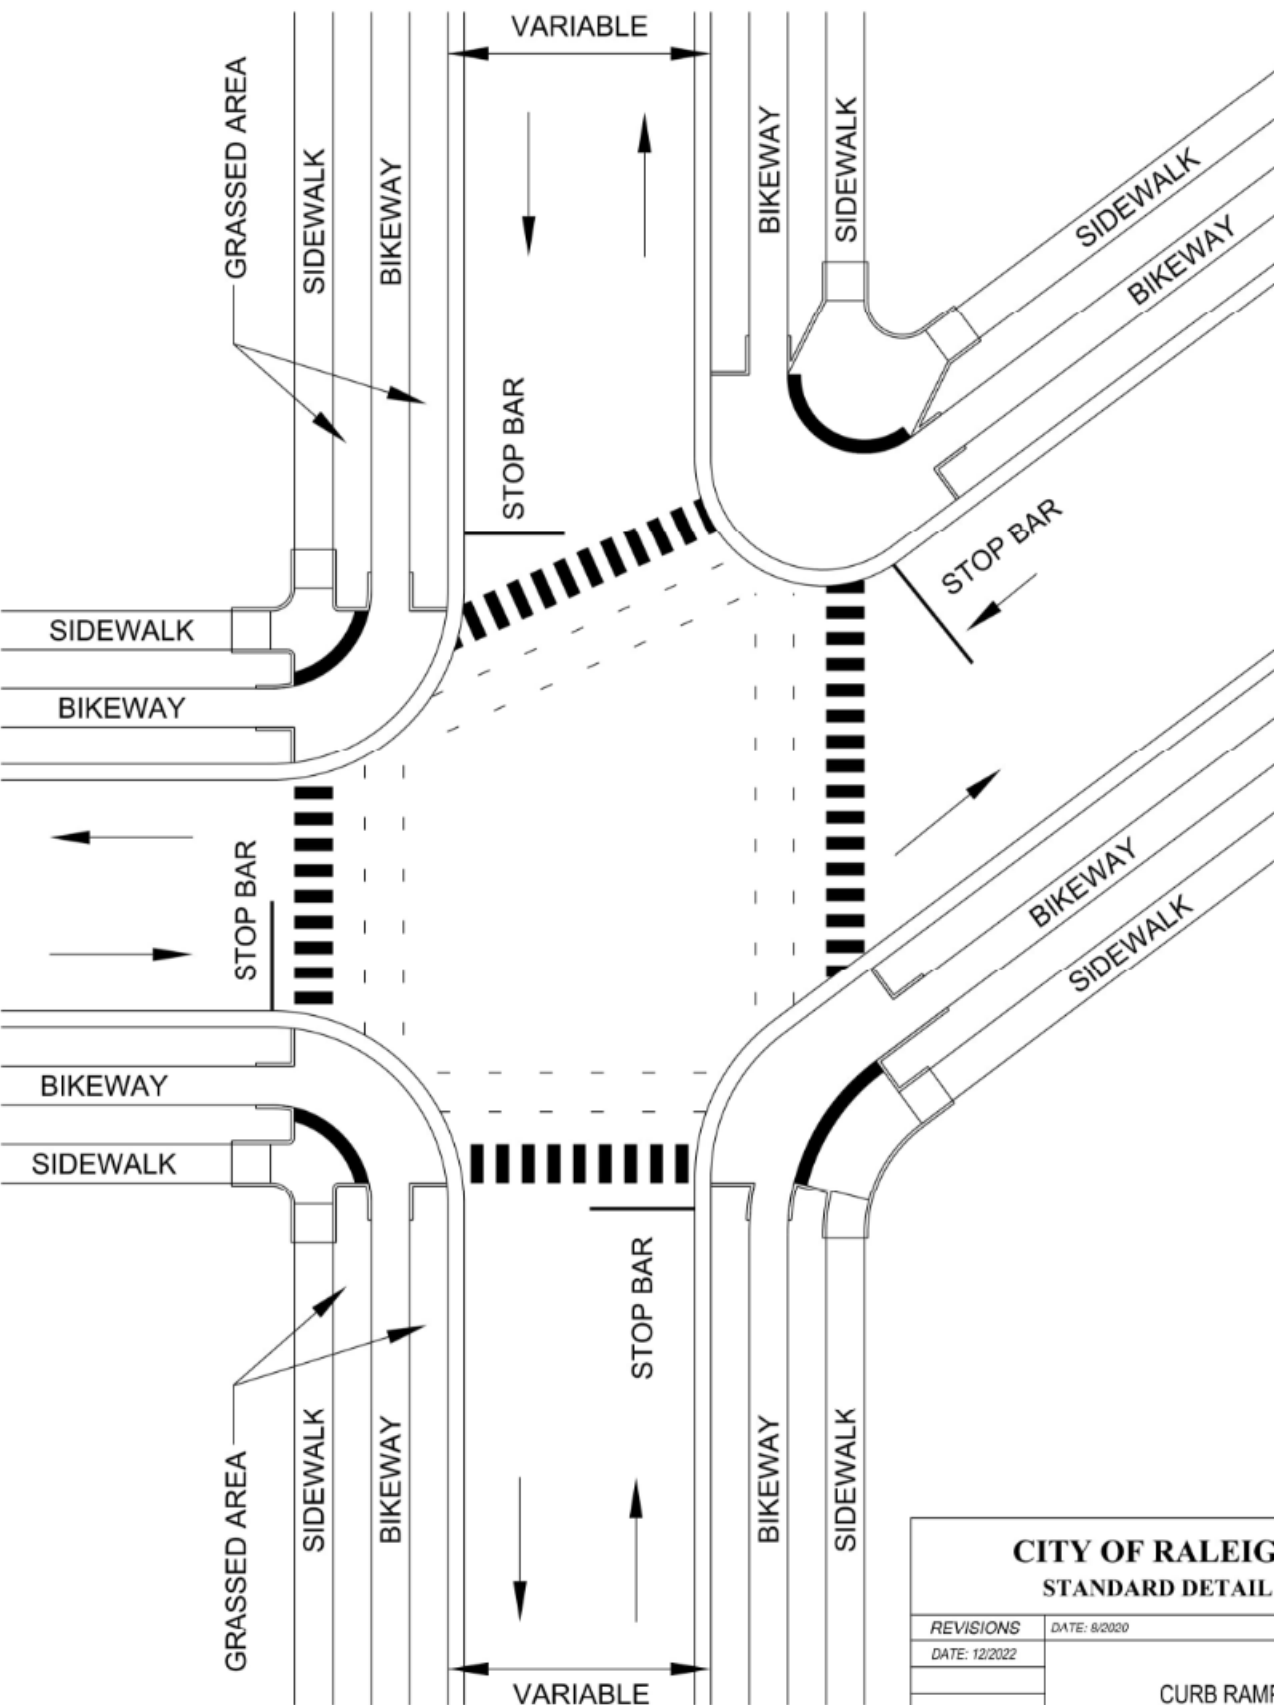 VARIABLE
GRASSED AREA
SIDEWALK
BIKEWAY
BIKEWAY
SIDEWALK
SIDEWALK
BIKEWAY
STOP BAR
STOP BAR
SIDEWALK
BIKEWAY
STOP BAR
BIKEWAY
SIDEWALK
BIKEWAY
SIDEWALK
STOP BAR
GRASSED AREA
SIDEWALK
BIKEWAY
BIKEWAY
SIDEWALK
VARIABLE
CITY OF RALEIG
STANDARD DETAIL
REVISIONS
DATE: 8/2020
DATE: 12/2022
CURB RAMP